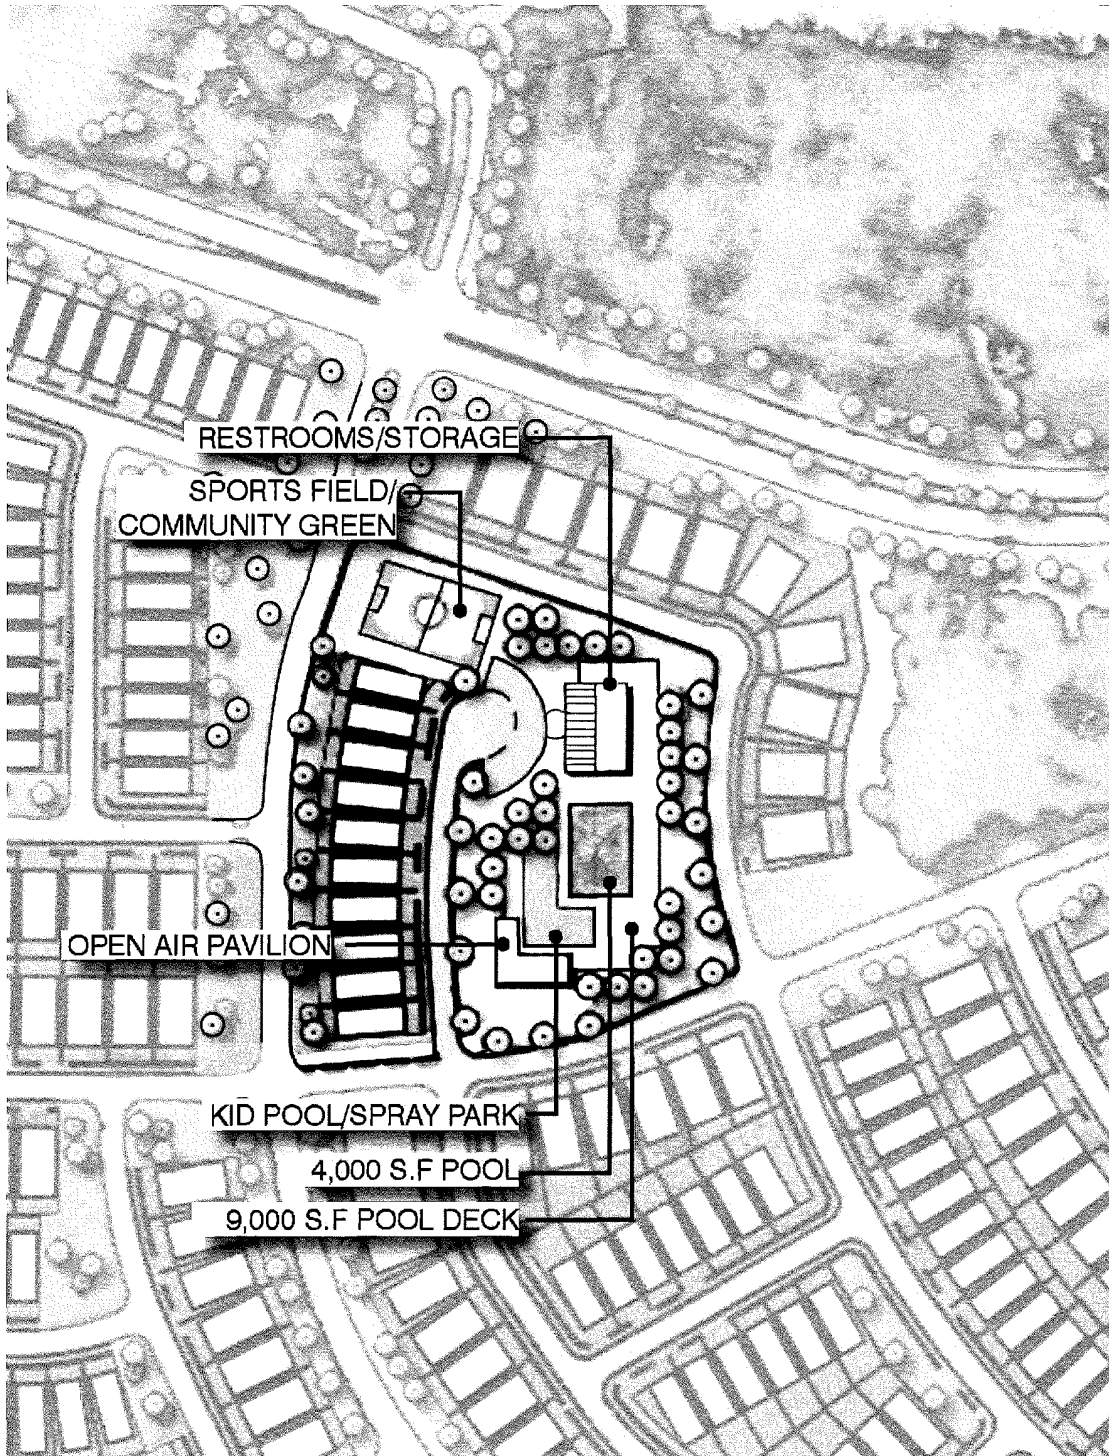 RESTROOMS/STORAGE
SPORTS FIELD/
COMMUNITY GREEN
OPEN AIR PAVILION
KID POOL/SPRAY PARK
4,000 S.F POOL
9,000 S.F POOL DECK